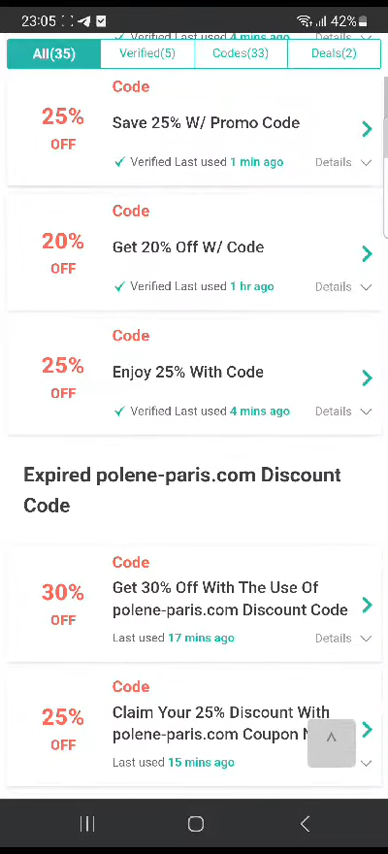 23:05
42%
Verified Last used 4 mins ago Details
All(35) Verified(5) Codes(33) Deals(2)
Code
25%
OFF
Save 25% W/ Promo Code
Verified Last used 1 min ago Details
Code
20%
OFF
Get 20% Off W/ Code
Verified Last used 1 hr ago Details
Code
25%
OFF
Enjoy 25% With Code
Verified Last used 4 mins ago Details
Expired polene-paris.com Discount
Code
Code
30%
OFF
Get 30% Off With The Use Of
polene-paris.com Discount Code
Last used 17 mins ago Details
Code
25%
OFF
Claim Your 25% Discount With
polene-paris.com Coupon
Last used 15 mins ago